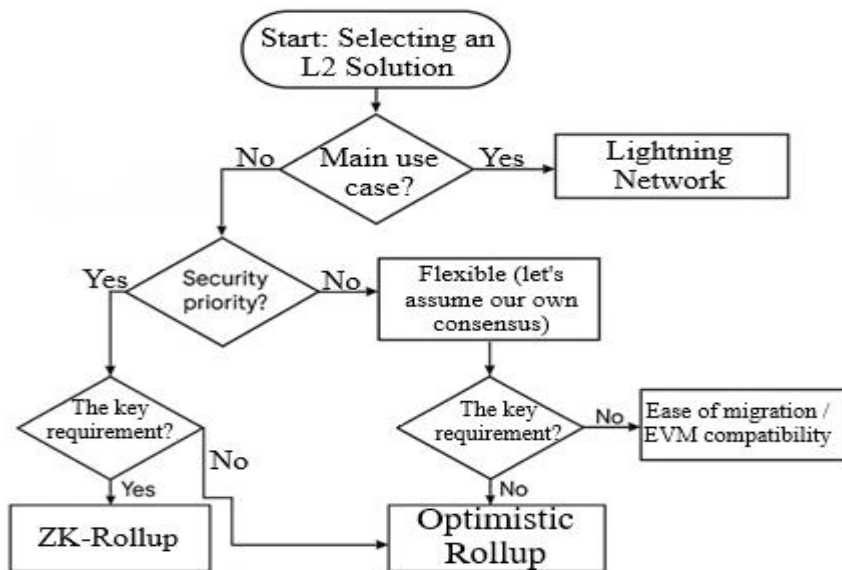 Start: Selecting an
L2 Solution
No
Main use
case?
Yes
Lightning
Network
Yes
Security
priority?
No
Flexible (let's
assume our own
consensus)
The key
requirement?
No
Yes
The key
requirement?
No
Ease of migration /
EVM compatibility
No
ZK-Rollup
Optimistic
Rollup